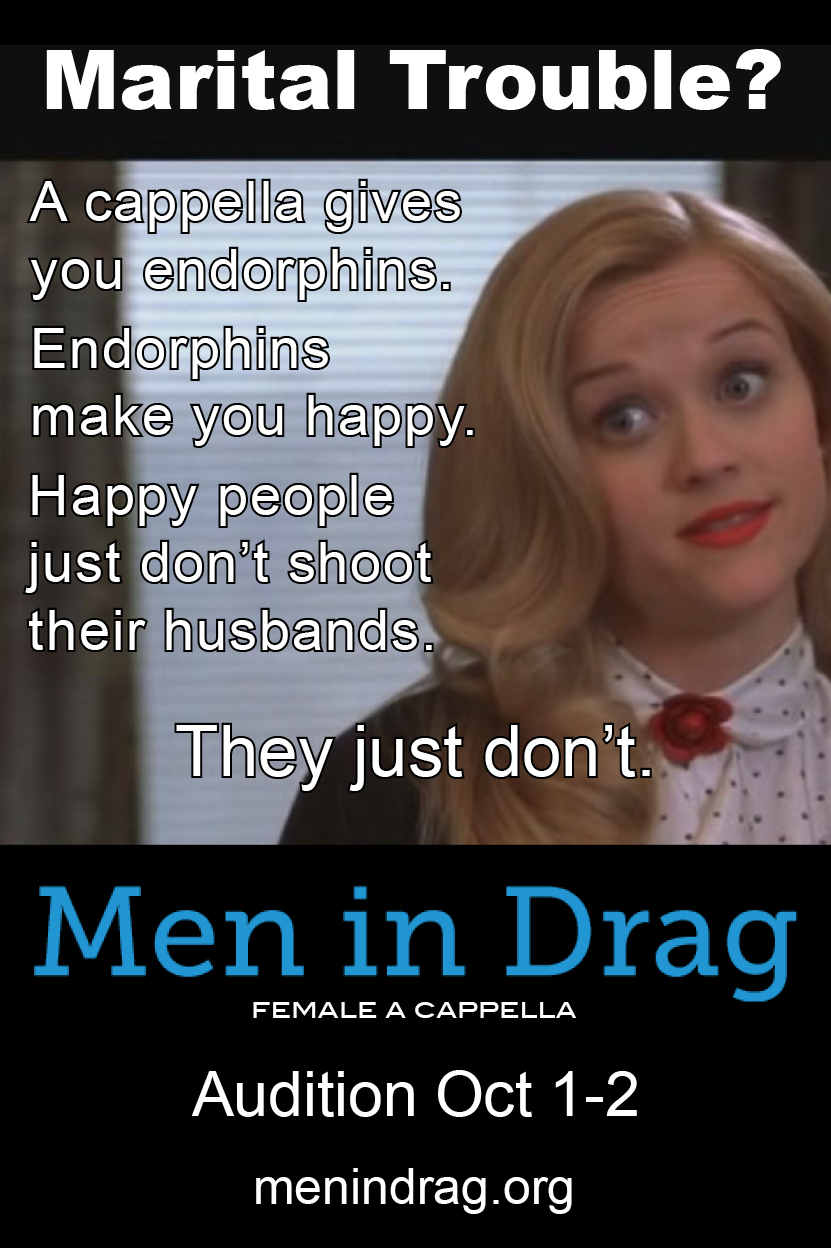 Marital Trouble?
A cappella gives
you endorphins.
Endorphins
make you happy.
Happy people
just don’t shoot
their husbands.
They just don’t.
Men in Drag
FEMALE A CAPPELLA
Audition Oct 1-2
menindrag.org